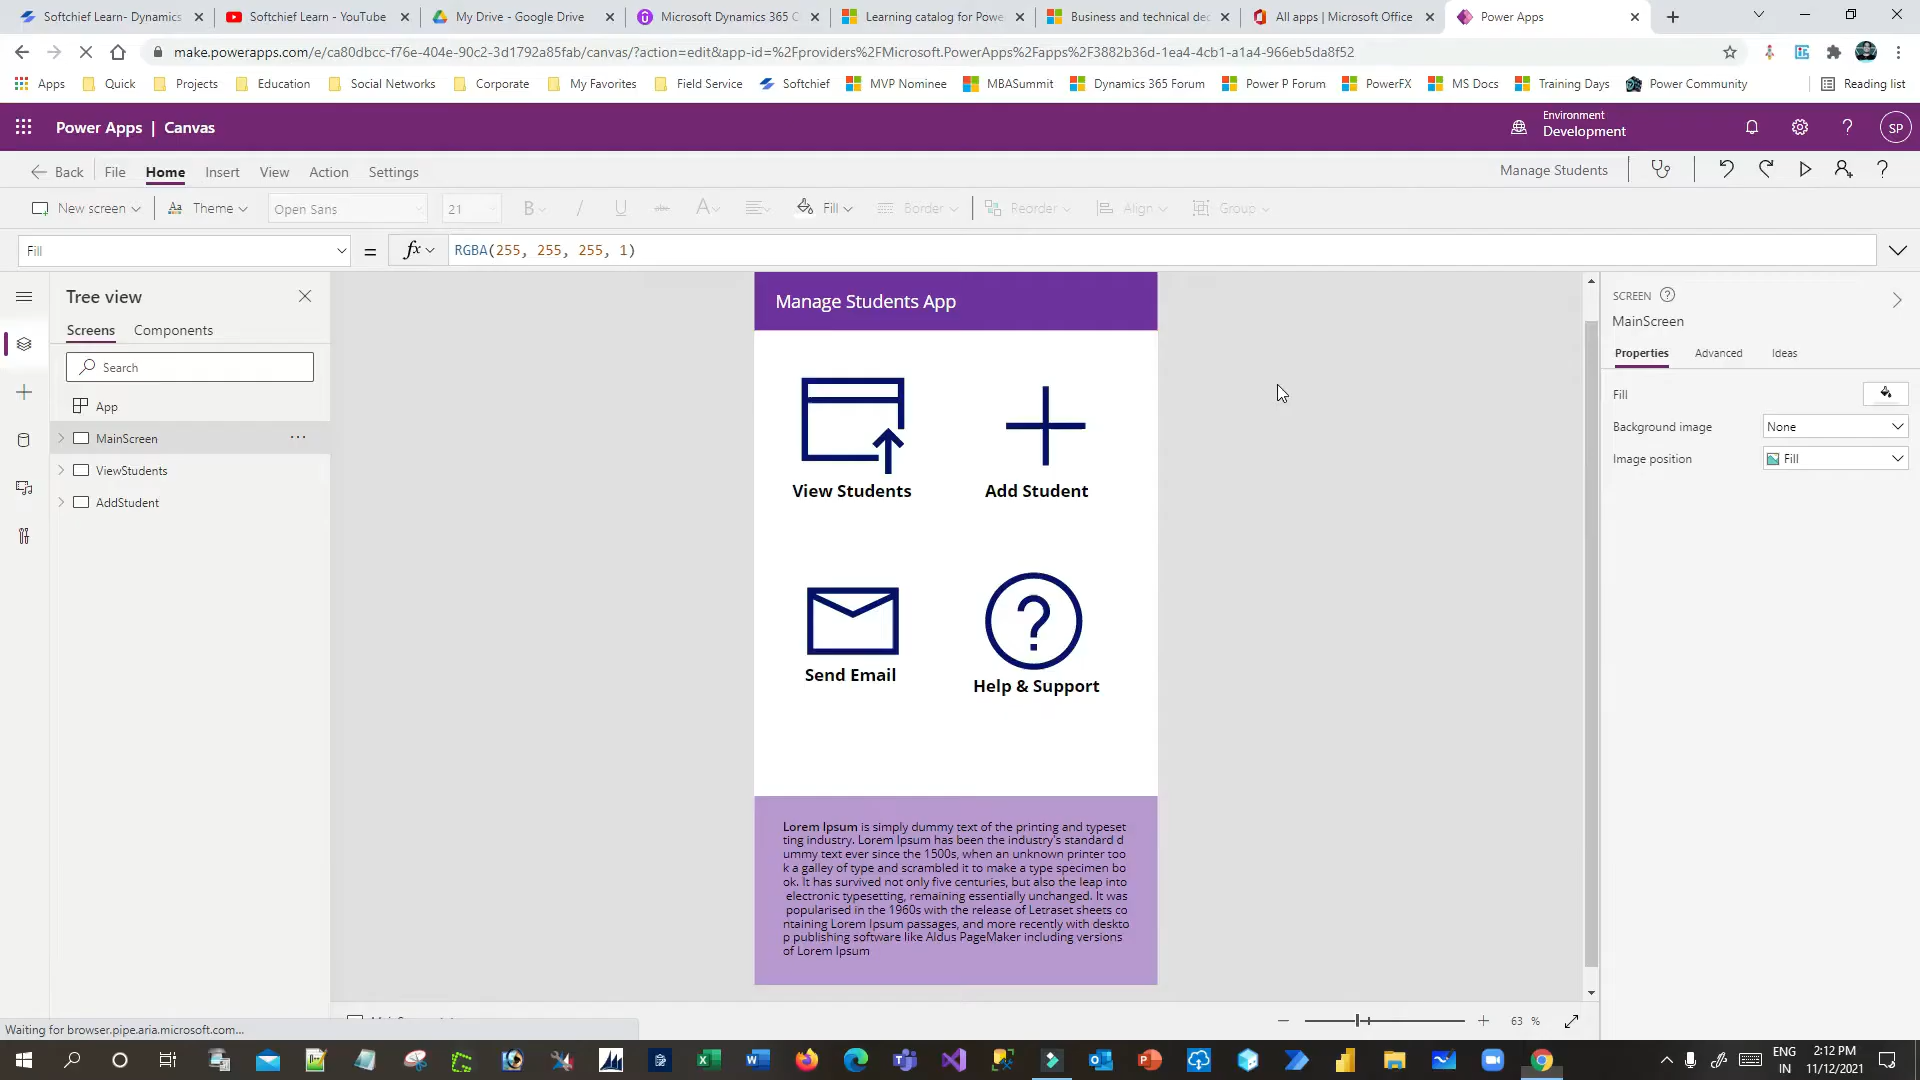 Softchief Learn- Dynamics
Softchief Learn - YouTube
My Drive - Google Drive
Microsoft Dynamics 365 C
Learning catalog for Powe
Business and technical dec
All apps | Microsoft Office
Power Apps
make.powerapps.com/e/ca80dbcc-f76e-404e-90c2-3d1792a85fab/canvas/?action=edit&app-id=%2Fproviders%2FMicrosoft.PowerApps%2Fapps%2F3882b36d-1ea4-4cb1-a1a4-966eb5da8f52
Apps
Quick
Projects
Education
Social Networks
Corporate
My Favorites
Field Service
Softchief
MVP Nominee
MBASummit
Dynamics 365 Forum
Power P Forum
PowerFX
MS Docs
Training Days
Power Community
Reading list
Power Apps | Canvas
Environment
Development
SP
Back
File
Home
Insert
View
Action
Settings
Manage Students
New screen
Theme
Open Sans
21
Fill
Border
Reorder
Align
Group
Fill
= fx
RGBA(255, 255, 255, 1)
Tree view
Screens
Components
Search
App
MainScreen
ViewStudents
AddStudent
Manage Students App
View Students
Add Student
Send Email
Help & Support
Lorem Ipsum is simply dummy text of the printing and typeset
ting industry. Lorem Ipsum has been the industry's standard d
ummy text ever since the 1500s, when an unknown printer too
k a galley of type and scrambled it to make a type specimen bo
ok. It has survived not only five centuries, but also the leap into
electronic typesetting, remaining essentially unchanged. It was
popularised in the 1960s with the release of Letraset sheets co
ntaining Lorem Ipsum passages, and more recently with deskto
p publishing software like Aldus PageMaker including versions
of Lorem Ipsum
SCREEN
MainScreen
Properties
Advanced
Ideas
Fill
Background image
None
Image position
Fill
63 %
Waiting for browser.pipe.aria.microsoft.com...
ENG
IN
2:12 PM
11/12/2021